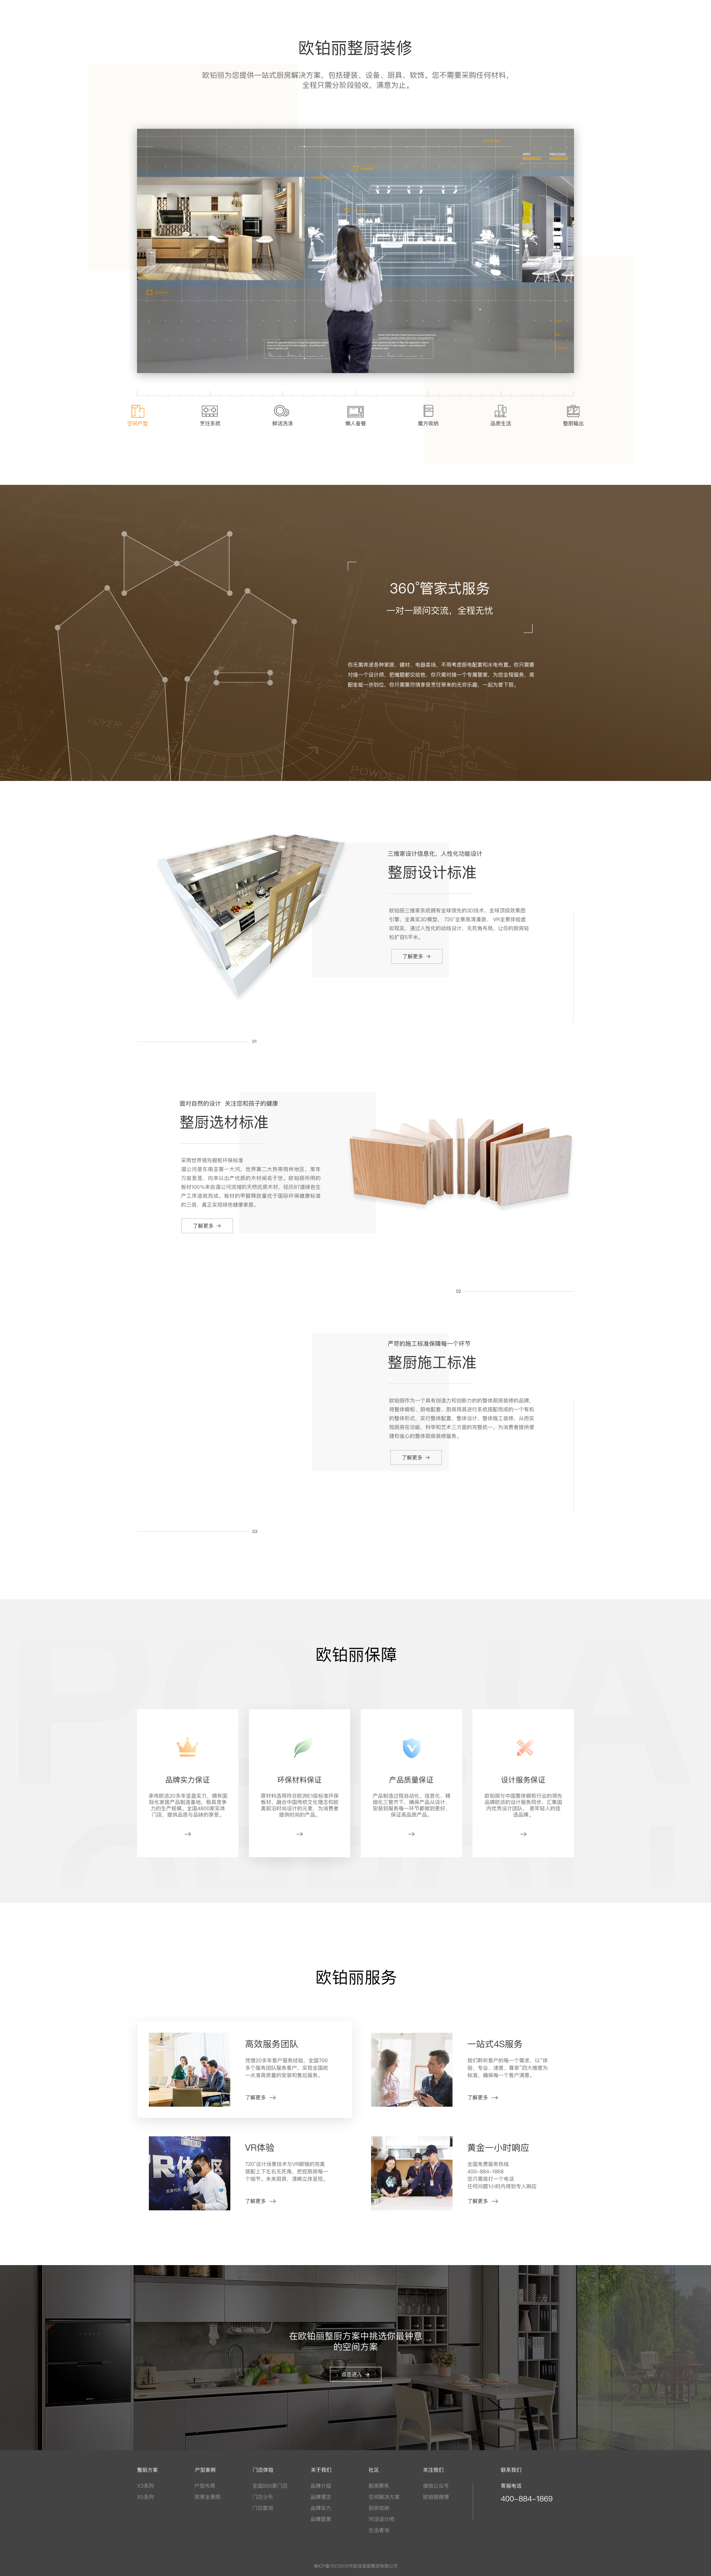 欧铂丽整厨装修
欧铂丽为您提供一站式厨房解决方案，包括硬装、设备、厨具、软饰。您不需要采购任何材料，
全程只需分阶段验收，满意为止。
空间户型
烹饪系统
鲜活洗涤
懒人备餐
魔方收纳
品质生活
整厨输出
360°管家式服务
一对一顾问交流，全程无忧
你无需奔波各种家居、建材、电器卖场，不用考虑厨电配套和水电布置。你只需要
对接一个设计师，把难题都交给他，你只需对接一个专属管家，为您全程服务，高
配家装一步到位，你只需要尽情享受烹饪带来的无穷乐趣，一起为爱下厨。
三维家设计信息化，人性化功能设计
整厨设计标准
欧铂丽三维家系统拥有全球领先的3D技术，全球顶级效果图
引擎，全真实3D模型，720°全景高清漫游，VR全景体验虚
如现实，通过人性化的动线设计，无死角布局，让你的厨房轻
松扩容5平米。
了解更多 →
01
面对自然的设计 关注您和孩子的健康
整厨选材标准
采用世界领先橱柜环保标准
湄公河是东南亚第一大河，世界第二大热带雨林地区，常年
万亩葱茏，向来以出产优质的木材闻名于世。欧铂丽所用的
板材100%来自湄公河流域的天然优质木材，经历87道绿色生
产工序造就而成，板材的甲醛释放量优于国际环保健康标准
的三倍，真正实现绿色健康家居。
了解更多 →
02
严苛的施工标准保障每一个环节
整厨施工标准
欧铂丽作为一个具有创造力和创新力的的整体厨房装修的品牌，
将整体橱柜、厨电配套、厨房用具进行系统搭配而成的一个有机
的整体形式，实行整体配置、整体设计、整体施工装修，从而实
现厨房在功能、科学和艺术三方面的完整统一。为消费者提供便
捷和省心的整体厨房装修服务。
了解更多 →
03
欧铂丽保障
品牌实力保证
承传欧派20多年坚盎实力，拥有国
际化家居产品制造基地，极具竞争
力的生产规模。全国4800家实体
门店，提供品质与品味的享受。
环保材料保证
原材料选用符合欧洲E1级标准环保
板材，融合中国传统文化理念和欧
美前沿时尚设计的元素，为消费者
提供时尚的产品。
产品质量保证
产品制造过程自动化、信息化、精
细化三管齐下，确保产品从设计、
安装到服务每一环节都做到更好，
保证高品质产品。
设计服务保证
欧铂丽与中国整体橱柜行业的领先
品牌欧派的设计服务同步，汇集国
内优秀设计团队， 是年轻人的佳
选品牌。
欧铂丽服务
高效服务团队
凭借20多年客户服务经验，全国700
多个服务团队服务客户，实现全国统
一水准高质量的安装和售后服务。
了解更多 →
一站式4S服务
我们聆听客户的每一个需求，以“体
验、专业、速度、尊崇”四大维度为
标准，确保每一个客户满意。
了解更多 →
VR体验
720°设计场景技术与VR眼镜的完美
搭配上下左右无死角，把控厨房每一
个细节。未来厨房，清晰立体呈现。
了解更多 →
黄金一小时响应
全国免费服务热线
400-884-1868
您只需拨打一个电话
任何问题1小时内得到专人响应
了解更多 →
在欧铂丽整厨方案中挑选你最钟意
的空间方案
点击进入 →
整厨方案
户型案例
门店体验
关于我们
社区
关注我们
联系我们
X3系列
X5系列
户型布局
效果全景图
全国600家门店
门店分布
门店查询
品牌介绍
品牌理念
品牌实力
品牌愿景
新闻聚焦
空间解决方案
厨房收纳
对话设计师
生活资讯
微信公众号
欧铂丽微博
客服电话
400-884-1869